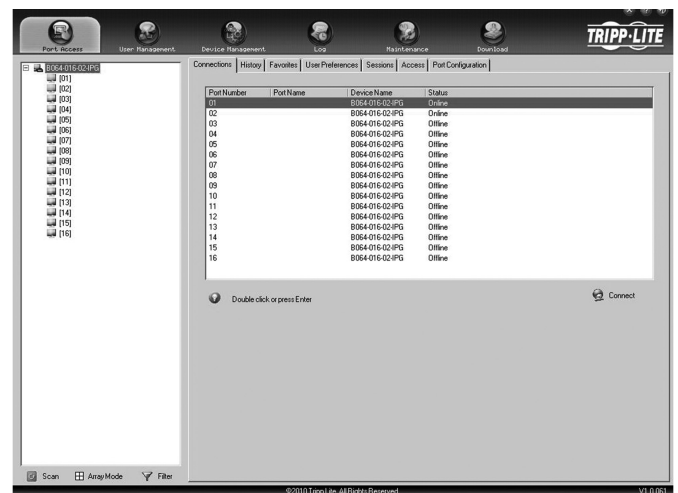 Port Access User Management Device Management Log Maintenance Download
TRIPP·LITE
B064-016-02-IPG
[01]
[02]
[03]
[04]
[05]
[06]
[07]
[08]
[09]
[10]
[11]
[12]
[13]
[14]
[15]
[16]
Connections History Favorites User Preferences Sessions Access Port Configuration
Port Number Port Name Device Name Status
01 B064-016-02-IPG Online
02 B064-016-02-IPG Online
03 B064-016-02-IPG Offline
04 B064-016-02-IPG Offline
05 B064-016-02-IPG Offline
06 B064-016-02-IPG Offline
07 B064-016-02-IPG Offline
08 B064-016-02-IPG Offline
09 B064-016-02-IPG Offline
10 B064-016-02-IPG Offline
11 B064-016-02-IPG Offline
12 B064-016-02-IPG Offline
13 B064-016-02-IPG Offline
14 B064-016-02-IPG Offline
15 B064-016-02-IPG Offline
16 B064-016-02-IPG Offline
Double click or press Enter
Connect
Scan Array Mode Filter
©2010 Tripp Lite. All Rights Reserved. V1.0.061